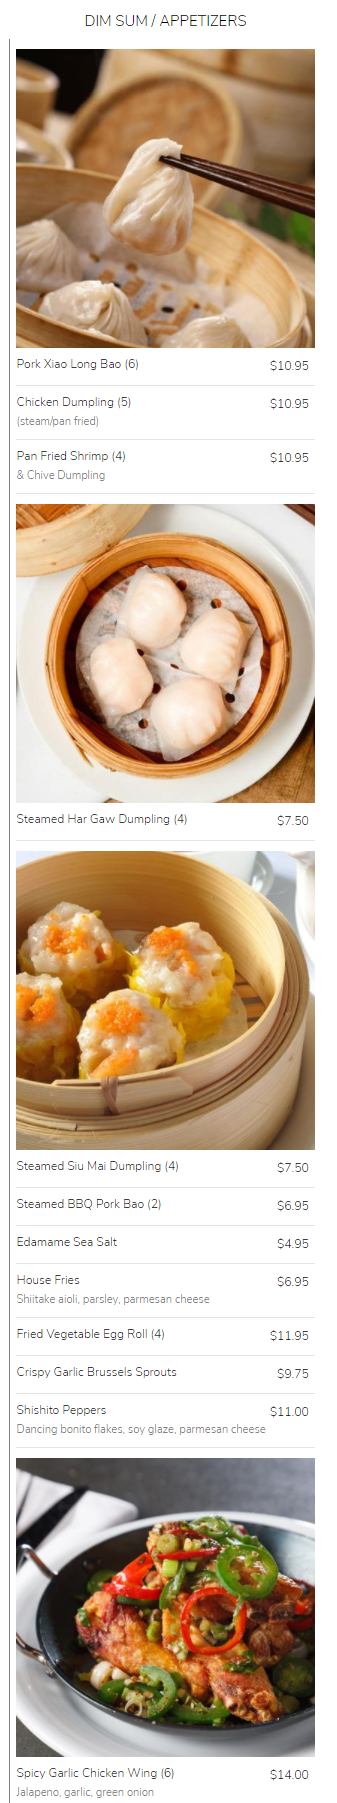 DIM SUM / APPETIZERS
Pork Xiao Long Bao (6) $10.95
Chicken Dumpling (5) $10.95
(steam/pan fried)
Pan Fried Shrimp (4) $10.95
& Chive Dumpling
Steamed Har Gaw Dumpling (4) $7.50
Steamed Siu Mai Dumpling (4) $7.50
Steamed BBQ Pork Bao (2) $6.95
Edamame Sea Salt $4.95
House Fries $6.95
Shiitake aioli, parsley, parmesan cheese
Fried Vegetable Egg Roll (4) $11.95
Crispy Garlic Brussels Sprouts $9.75
Shishito Peppers $11.00
Dancing bonito flakes, soy glaze, parmesan cheese
Spicy Garlic Chicken Wing (6) $14.00
Jalapeno, garlic, green onion